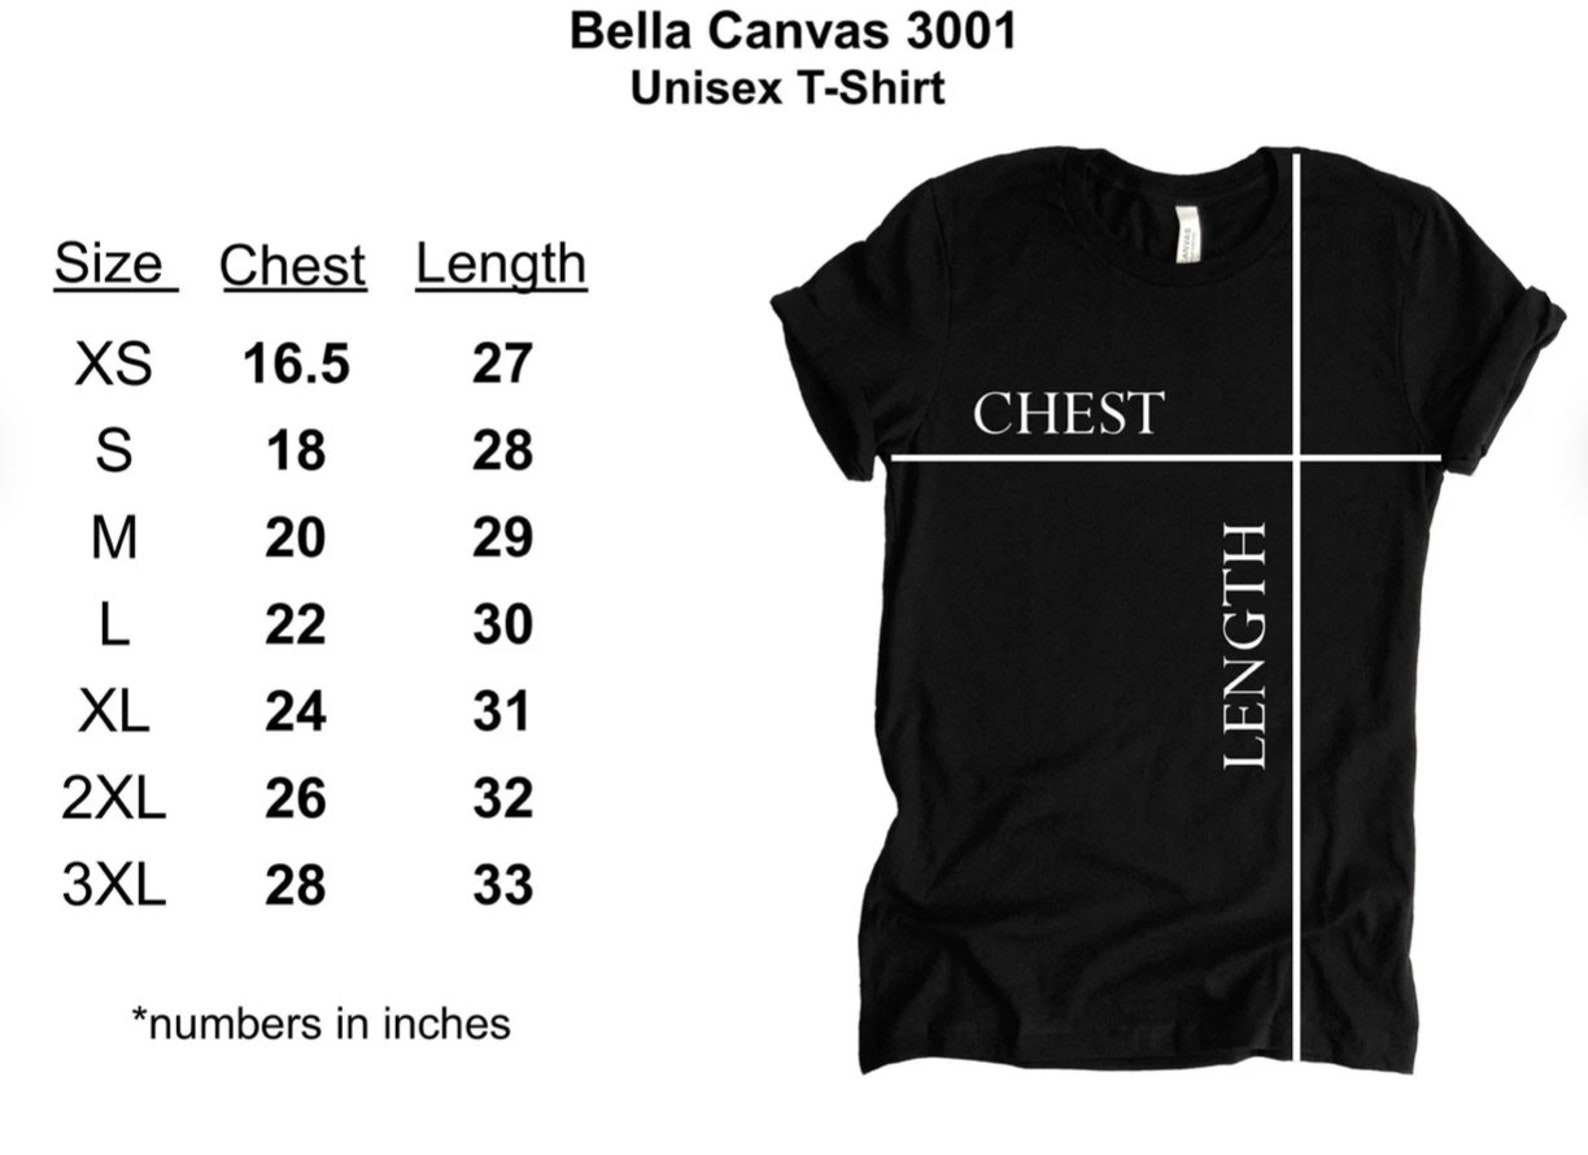 Bella Canvas 3001
Unisex T-Shirt
Size Chest Length
XS 16.5 27
S 18 28
M 20 29
L 22 30
XL 24 31
2XL 26 32
3XL 28 33
*numbers in inches
CANVAS
CHEST
LENGTH